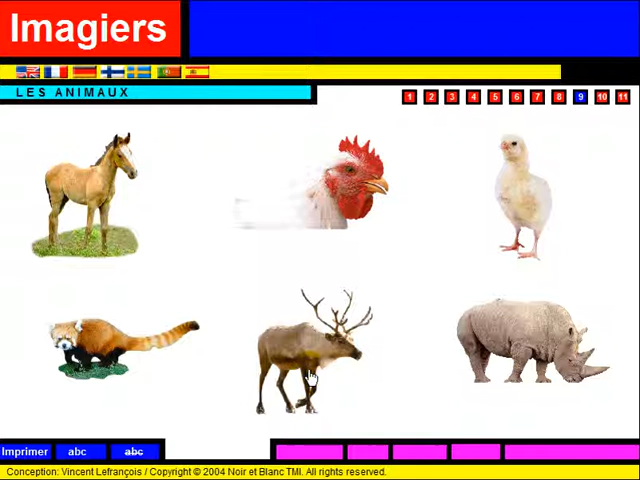 Imagiers
LES ANIMAUX
1 2 3 4 5 6 7 8 9 10 11
Imprimer abc abc
Conception: Vincent Lefrançois / Copyright © 2004 Noir et Blanc TMI. All rights reserved.